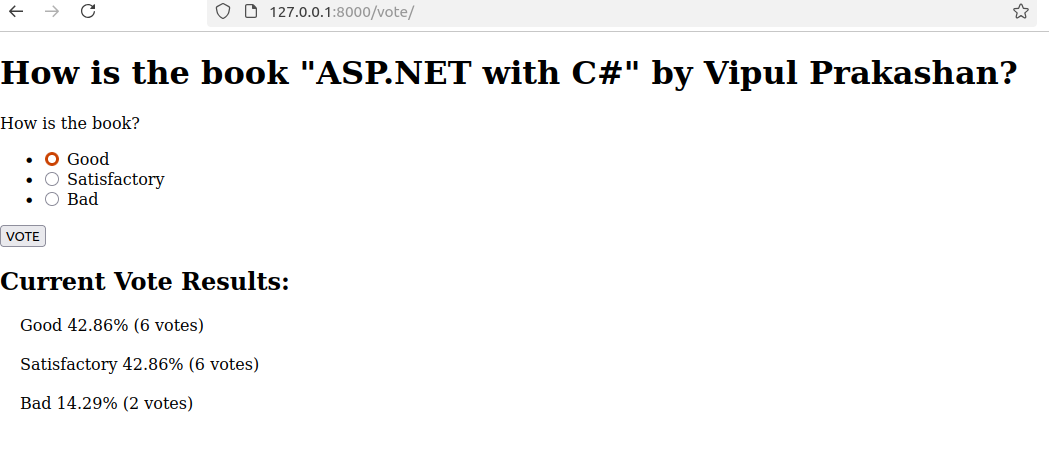 127.0.0.1:8000/vote/
How is the book "ASP.NET with C#" by Vipul Prakashan?
How is the book?
Good
Satisfactory
Bad
VOTE
Current Vote Results:
Good 42.86% (6 votes)
Satisfactory 42.86% (6 votes)
Bad 14.29% (2 votes)